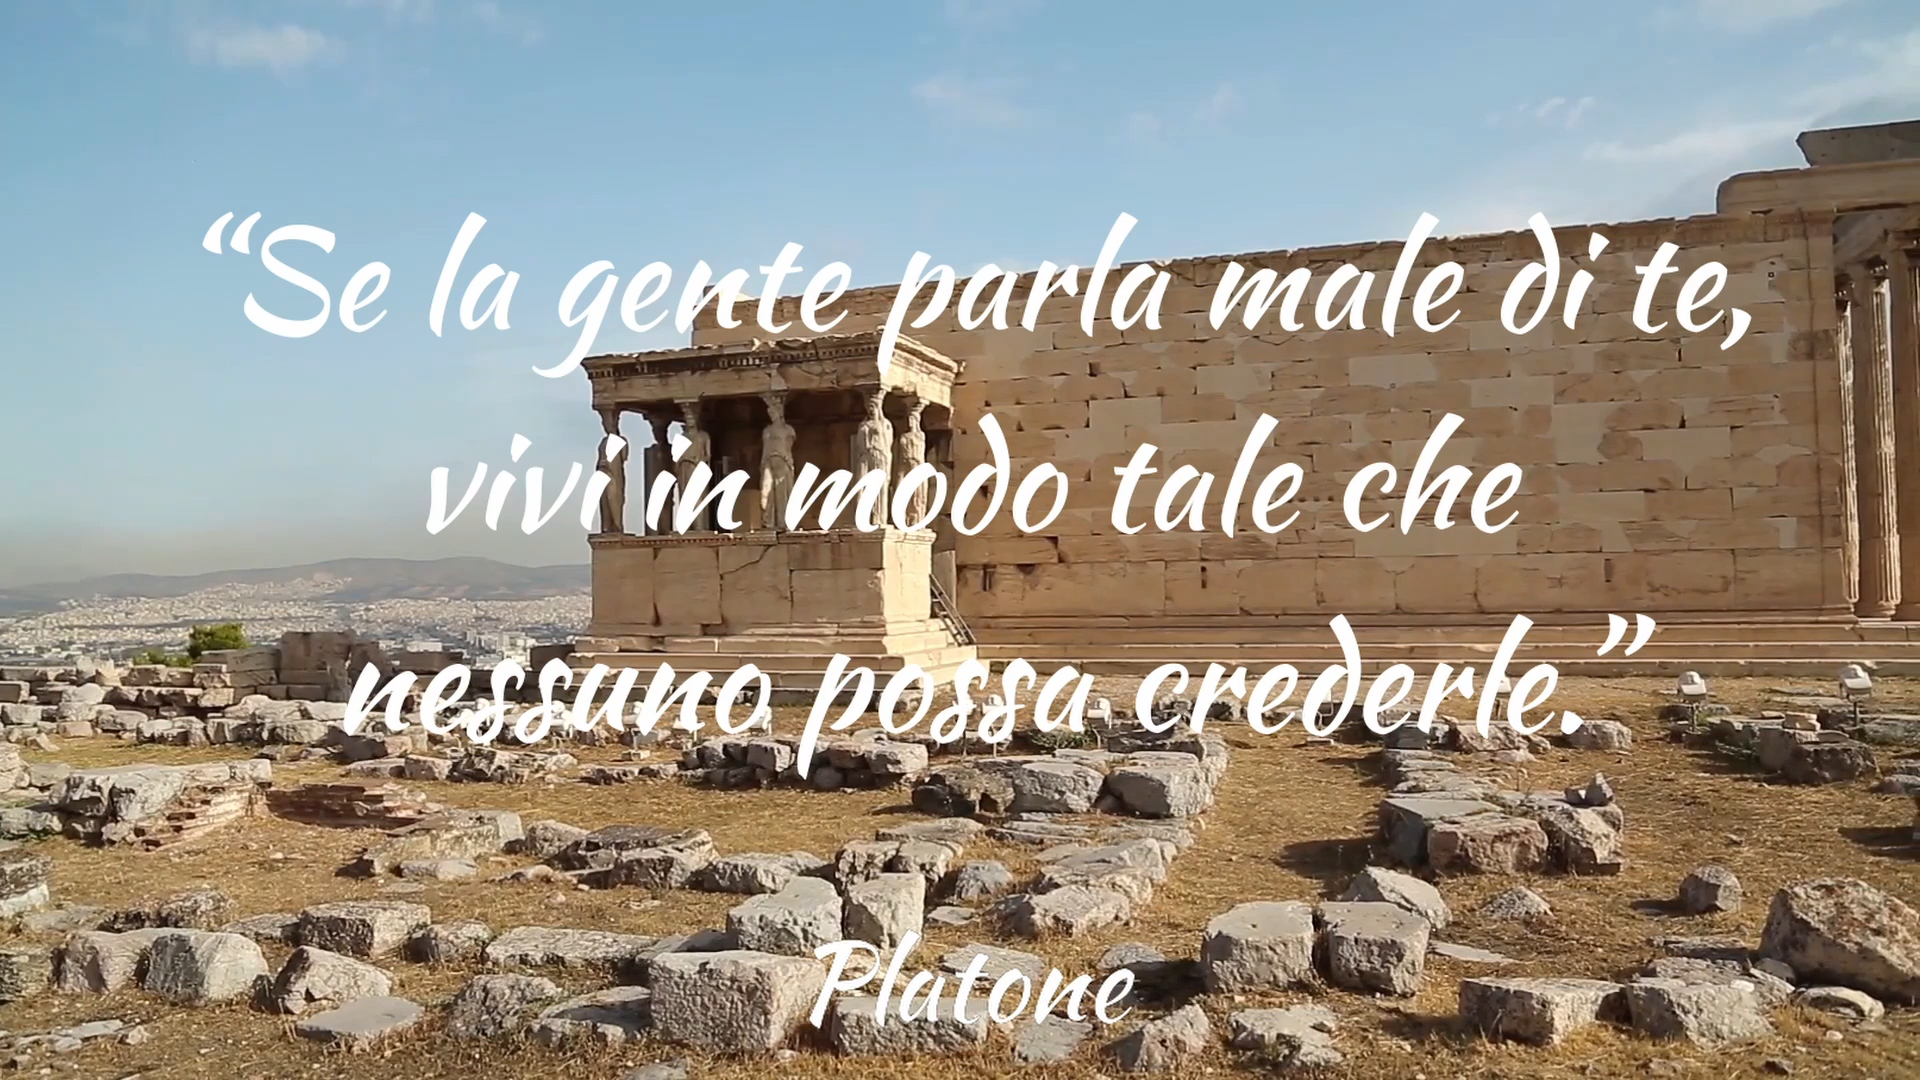 “Se la gente parla male di te,
vivi in modo tale che
nessuno possa crederle.”
Platone